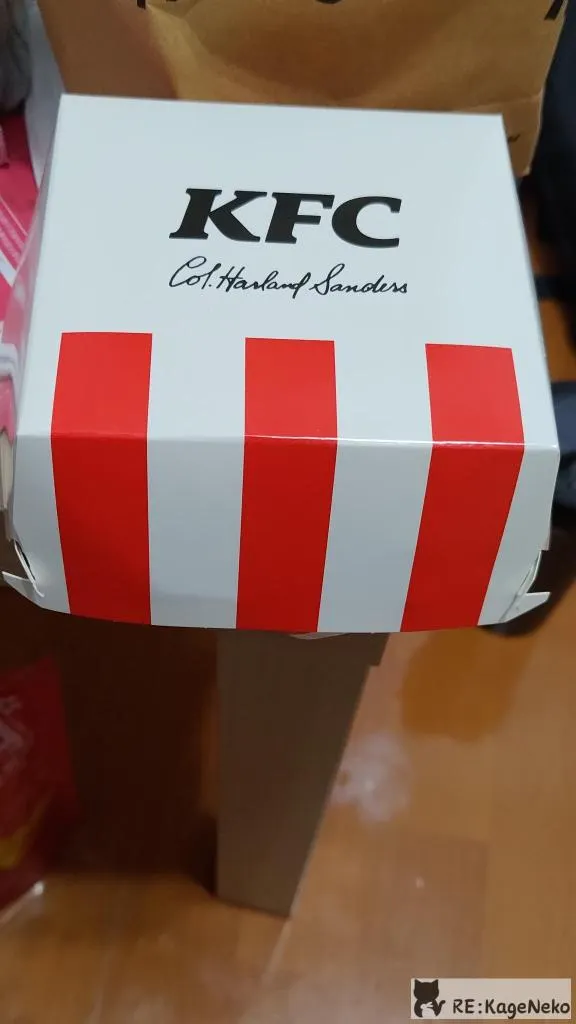 KFC
Col. Harland Sanders
RE:KageNeko